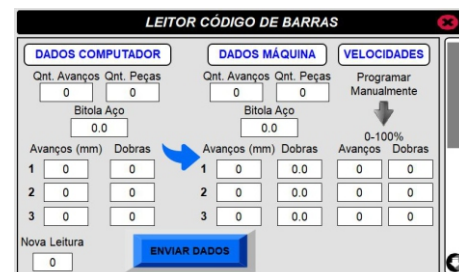 LEITOR CÓDIGO DE BARRAS
DADOS COMPUTADOR DADOS MÁQUINA VELOCIDADES
Qnt. Avanços Qnt. Peças Qnt. Avanços Qnt. Peças Programar
0 0 0 0 Manualmente
Bitola Aço Bitola Aço
0.0 0.0
0-100%
Avanços (mm) Dobras Avanços (mm) Dobras Avanços Dobras
1 0 0 1 0 0.0 0 0
2 0 0 2 0 0.0 0 0
3 0 0 3 0 0.0 0 0
Nova Leitura
0 ENVIAR DADOS